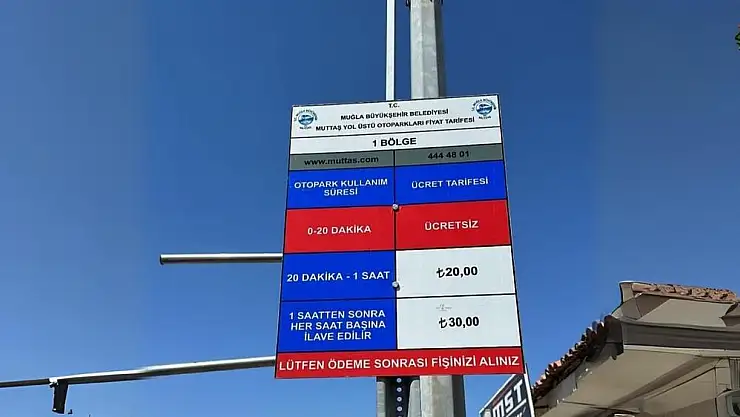 T.C.
MUĞLA BÜYÜKŞEHİR BELEDİYESİ
MUTTAŞ YOL ÜSTÜ OTOPARKLARI FİYAT TARİFESİ
1 BÖLGE
www.muttas.com
444 48 01
OTOPARK KULLANIM
SÜRESİ
ÜCRET TARİFESİ
0-20 DAKİKA
ÜCRETSİZ
20 DAKİKA - 1 SAAT
₺20,00
1 SAATTEN SONRA
HER SAAT BAŞINA
İLAVE EDİLİR
₺30,00
LÜTFEN ÖDEME SONRASI FİŞİNİZİ ALINIZ
MST